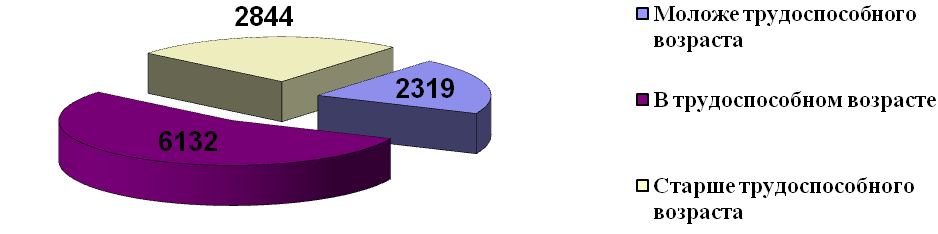 2844
2319
6132
Моложе трудоспособного
возраста
В трудоспособном возрасте
Старше трудоспособного
возраста